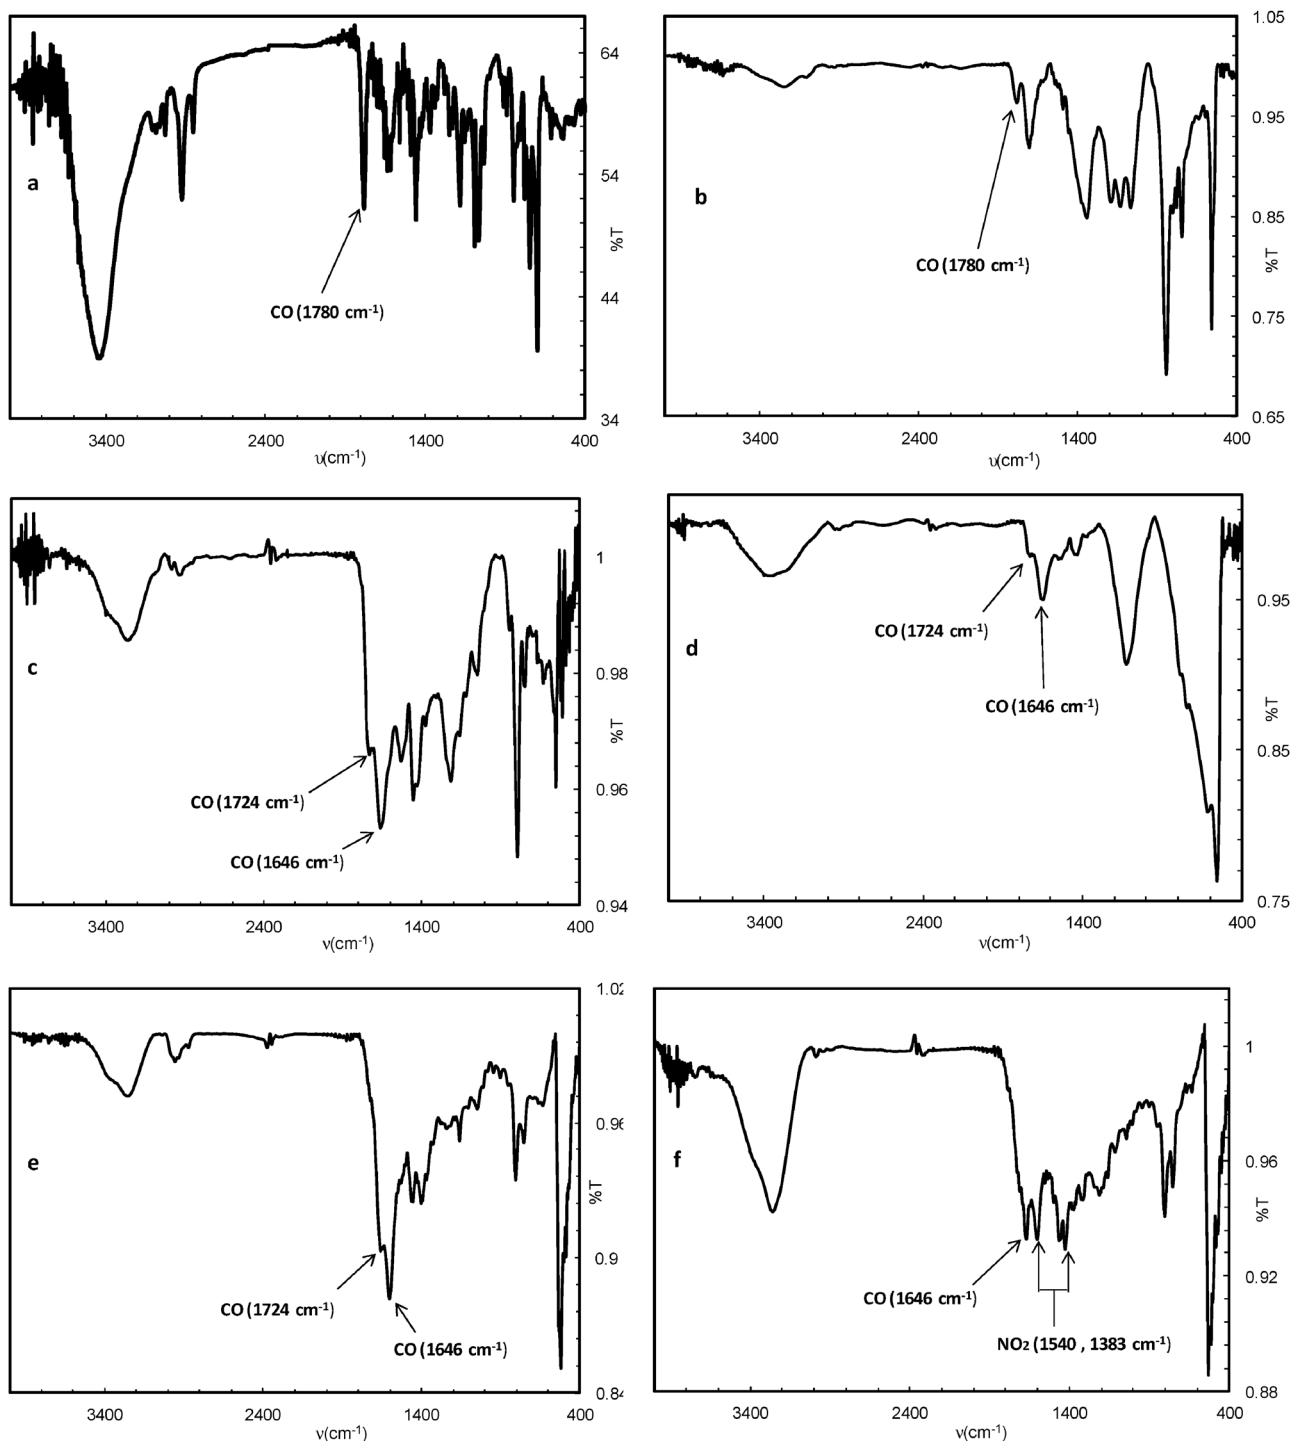 64
54
44
34
%T
a
CO (1780 cm-1)
3400 2400 1400 400
υ(cm-1)
1.05
0.95
0.85
0.75
0.65
%T
b
CO (1780 cm-1)
3400 2400 1400 400
υ(cm-1)
1
0.98
0.96
0.94
%T
c
CO (1724 cm-1)
CO (1646 cm-1)
3400 2400 1400 400
ν(cm-1)
0.95
0.85
0.75
%T
d
CO (1724 cm-1)
CO (1646 cm-1)
3400 2400 1400 400
ν(cm-1)
1.02
0.96
0.9
0.84
%T
e
CO (1724 cm-1)
CO (1646 cm-1)
3400 2400 1400 400
ν(cm-1)
1
0.96
0.92
0.88
%T
f
CO (1646 cm-1)
NO2 (1540 , 1383 cm-1)
3400 2400 1400 400
ν(cm-1)